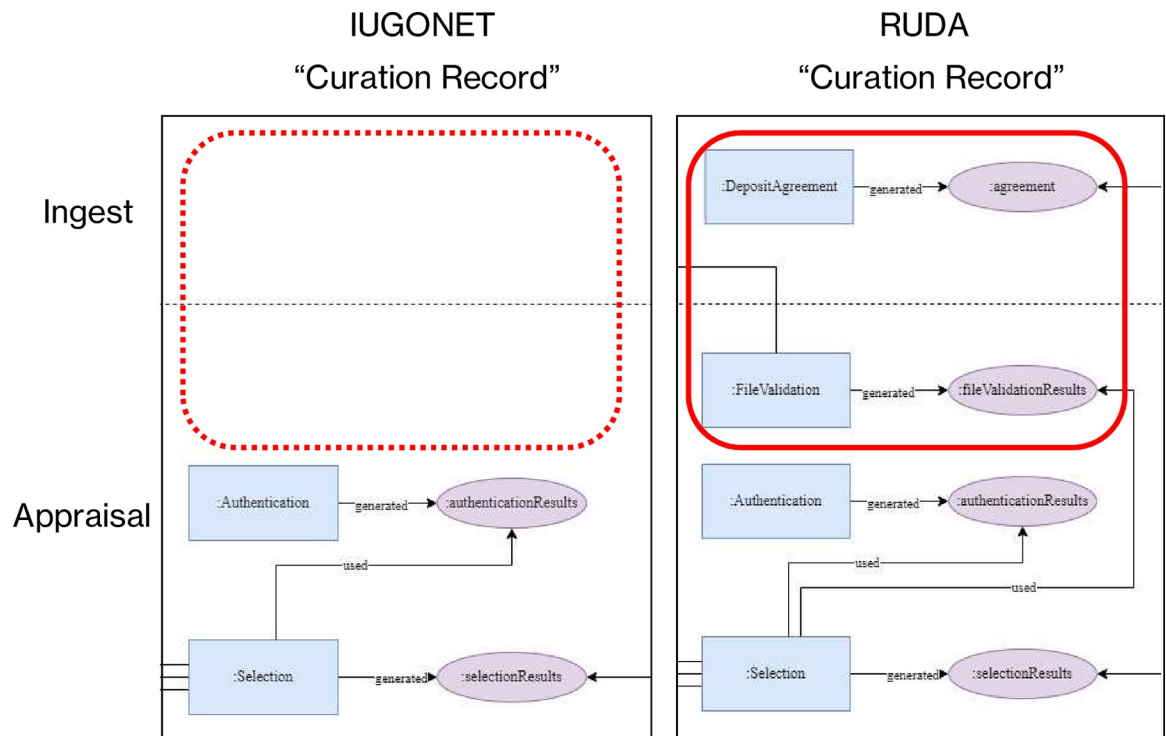 IUGONET
“Curation Record”
RUDA
“Curation Record”
Ingest
:DepositAgreement
generated
:agreement
:FileValidation
generated
:fileValidationResults
Appraisal
:Authentication
generated
:authenticationResults
used
:Selection
generated
:selectionResults
:Authentication
generated
:authenticationResults
used
used
:Selection
generated
:selectionResults